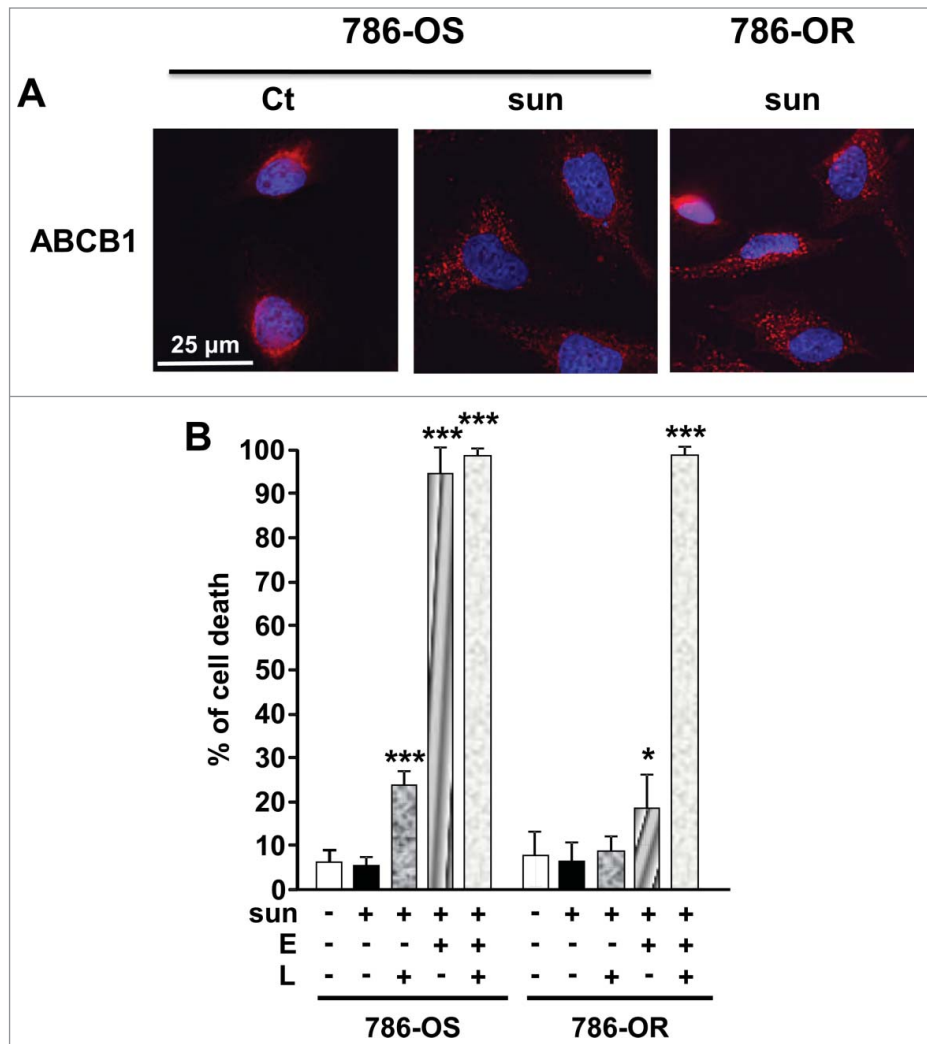 786-OS 786-OR
A Ct sun sun
ABCB1
25 µm
B
*** ***
***
***
*
100
90
80
70
60
50
40
30
20
10
0
% of cell death
sun - + + + + - + + + +
E - - - + + - - - + +
L - - + - + - - + - +
786-OS 786-OR